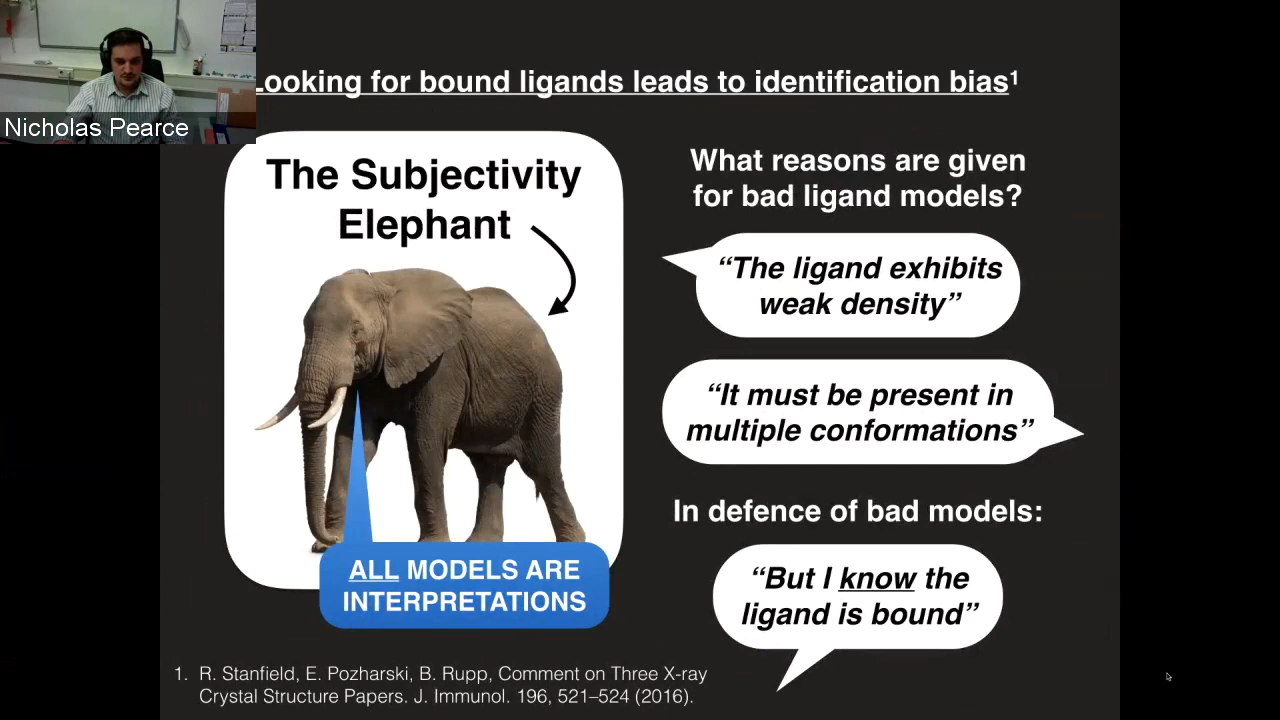 Nicholas Pearce
Looking for bound ligands leads to identification bias¹
The Subjectivity
Elephant
ALL MODELS ARE
INTERPRETATIONS
What reasons are given
for bad ligand models?
“The ligand exhibits
weak density”
“It must be present in
multiple conformations”
In defence of bad models:
“But I know the
ligand is bound”
1. R. Stanfield, E. Pozharski, B. Rupp, Comment on Three X-ray
Crystal Structure Papers. J. Immunol. 196, 521–524 (2016).